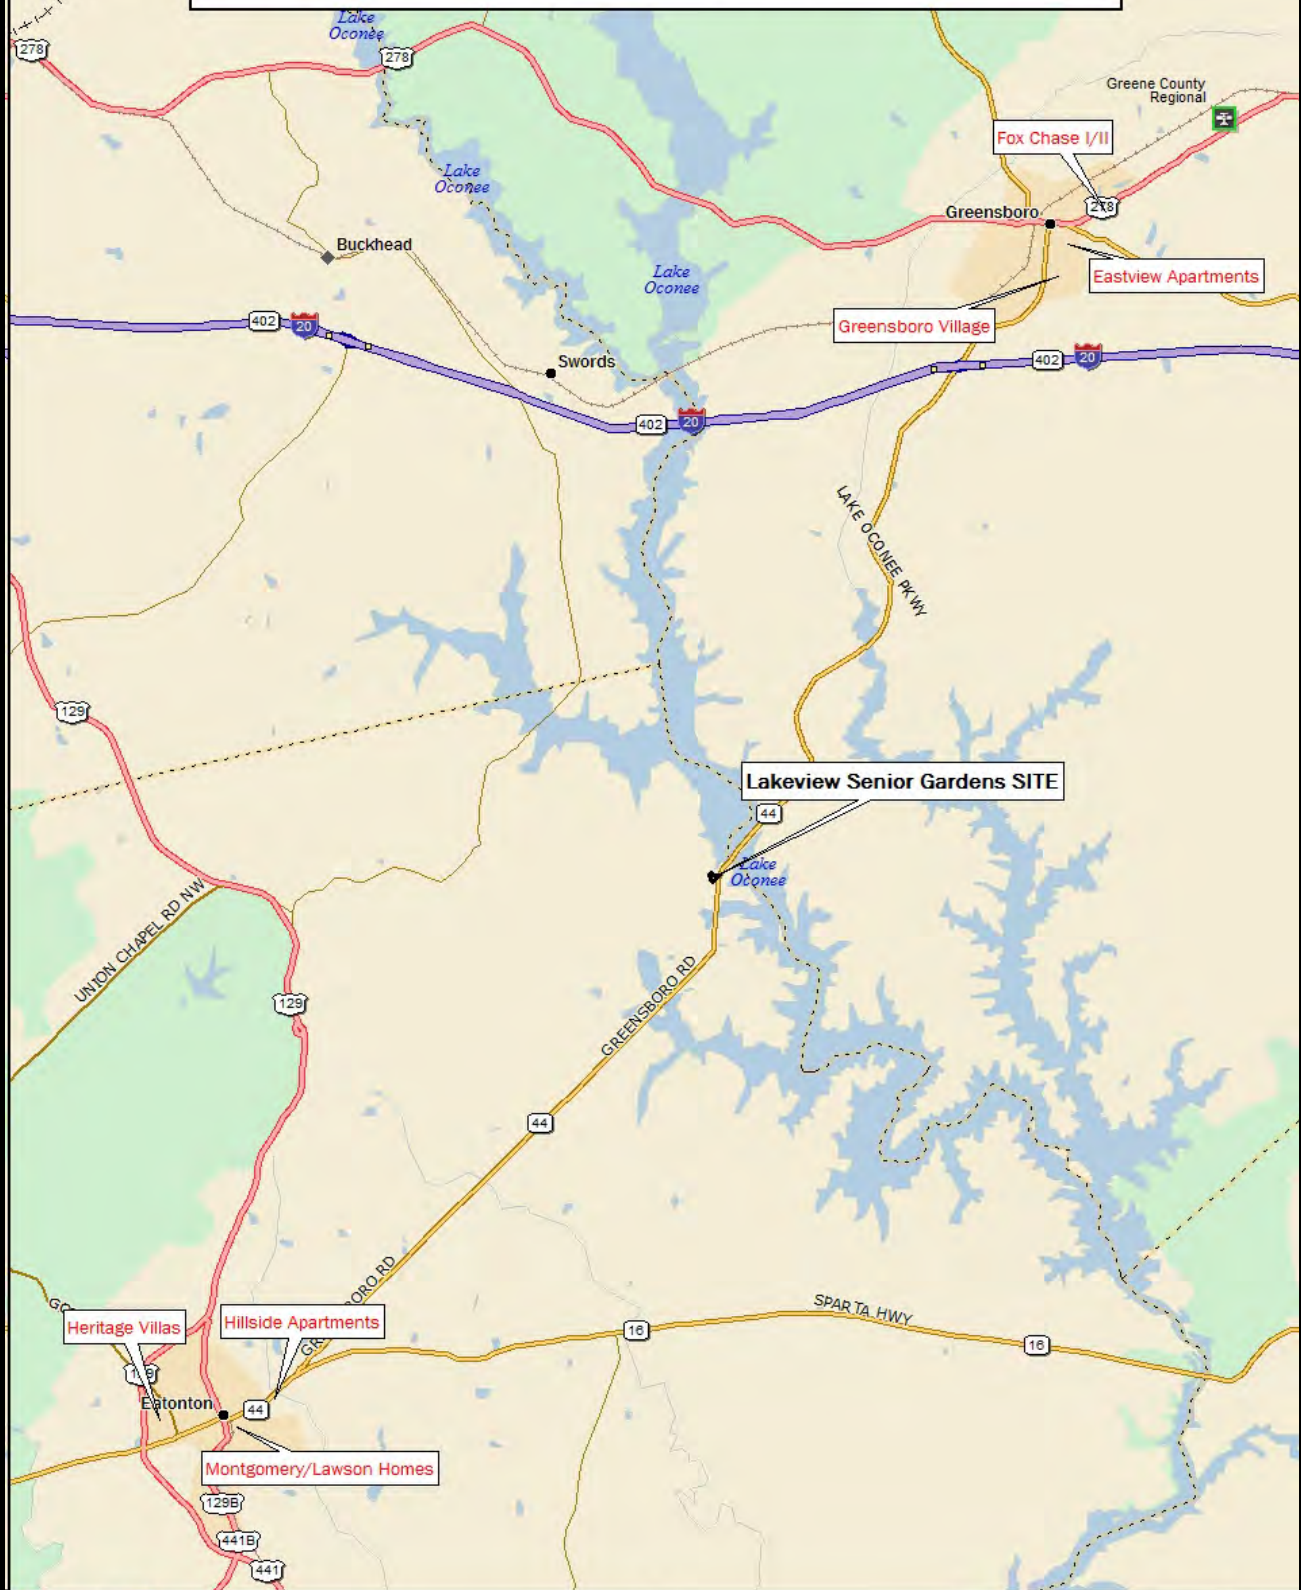 Lake
Oconee
278
278
Greene County
Regional
Fox Chase I/II
Lake
Oconee
278
Greensboro
Buckhead
Eastview Apartments
Lake
Oconee
402
20
Greensboro Village
Swords
402
20
402
20
LAKE OCONEE PKWY
129
Lakeview Senior Gardens SITE
44
Lake
Oconee
UNION CHAPEL RD NW
129
GREENSBORO RD
44
SPARTA HWY
Heritage Villas
Hillside Apartments
16
16
Eatonton
44
Montgomery/Lawson Homes
129B
441B
441